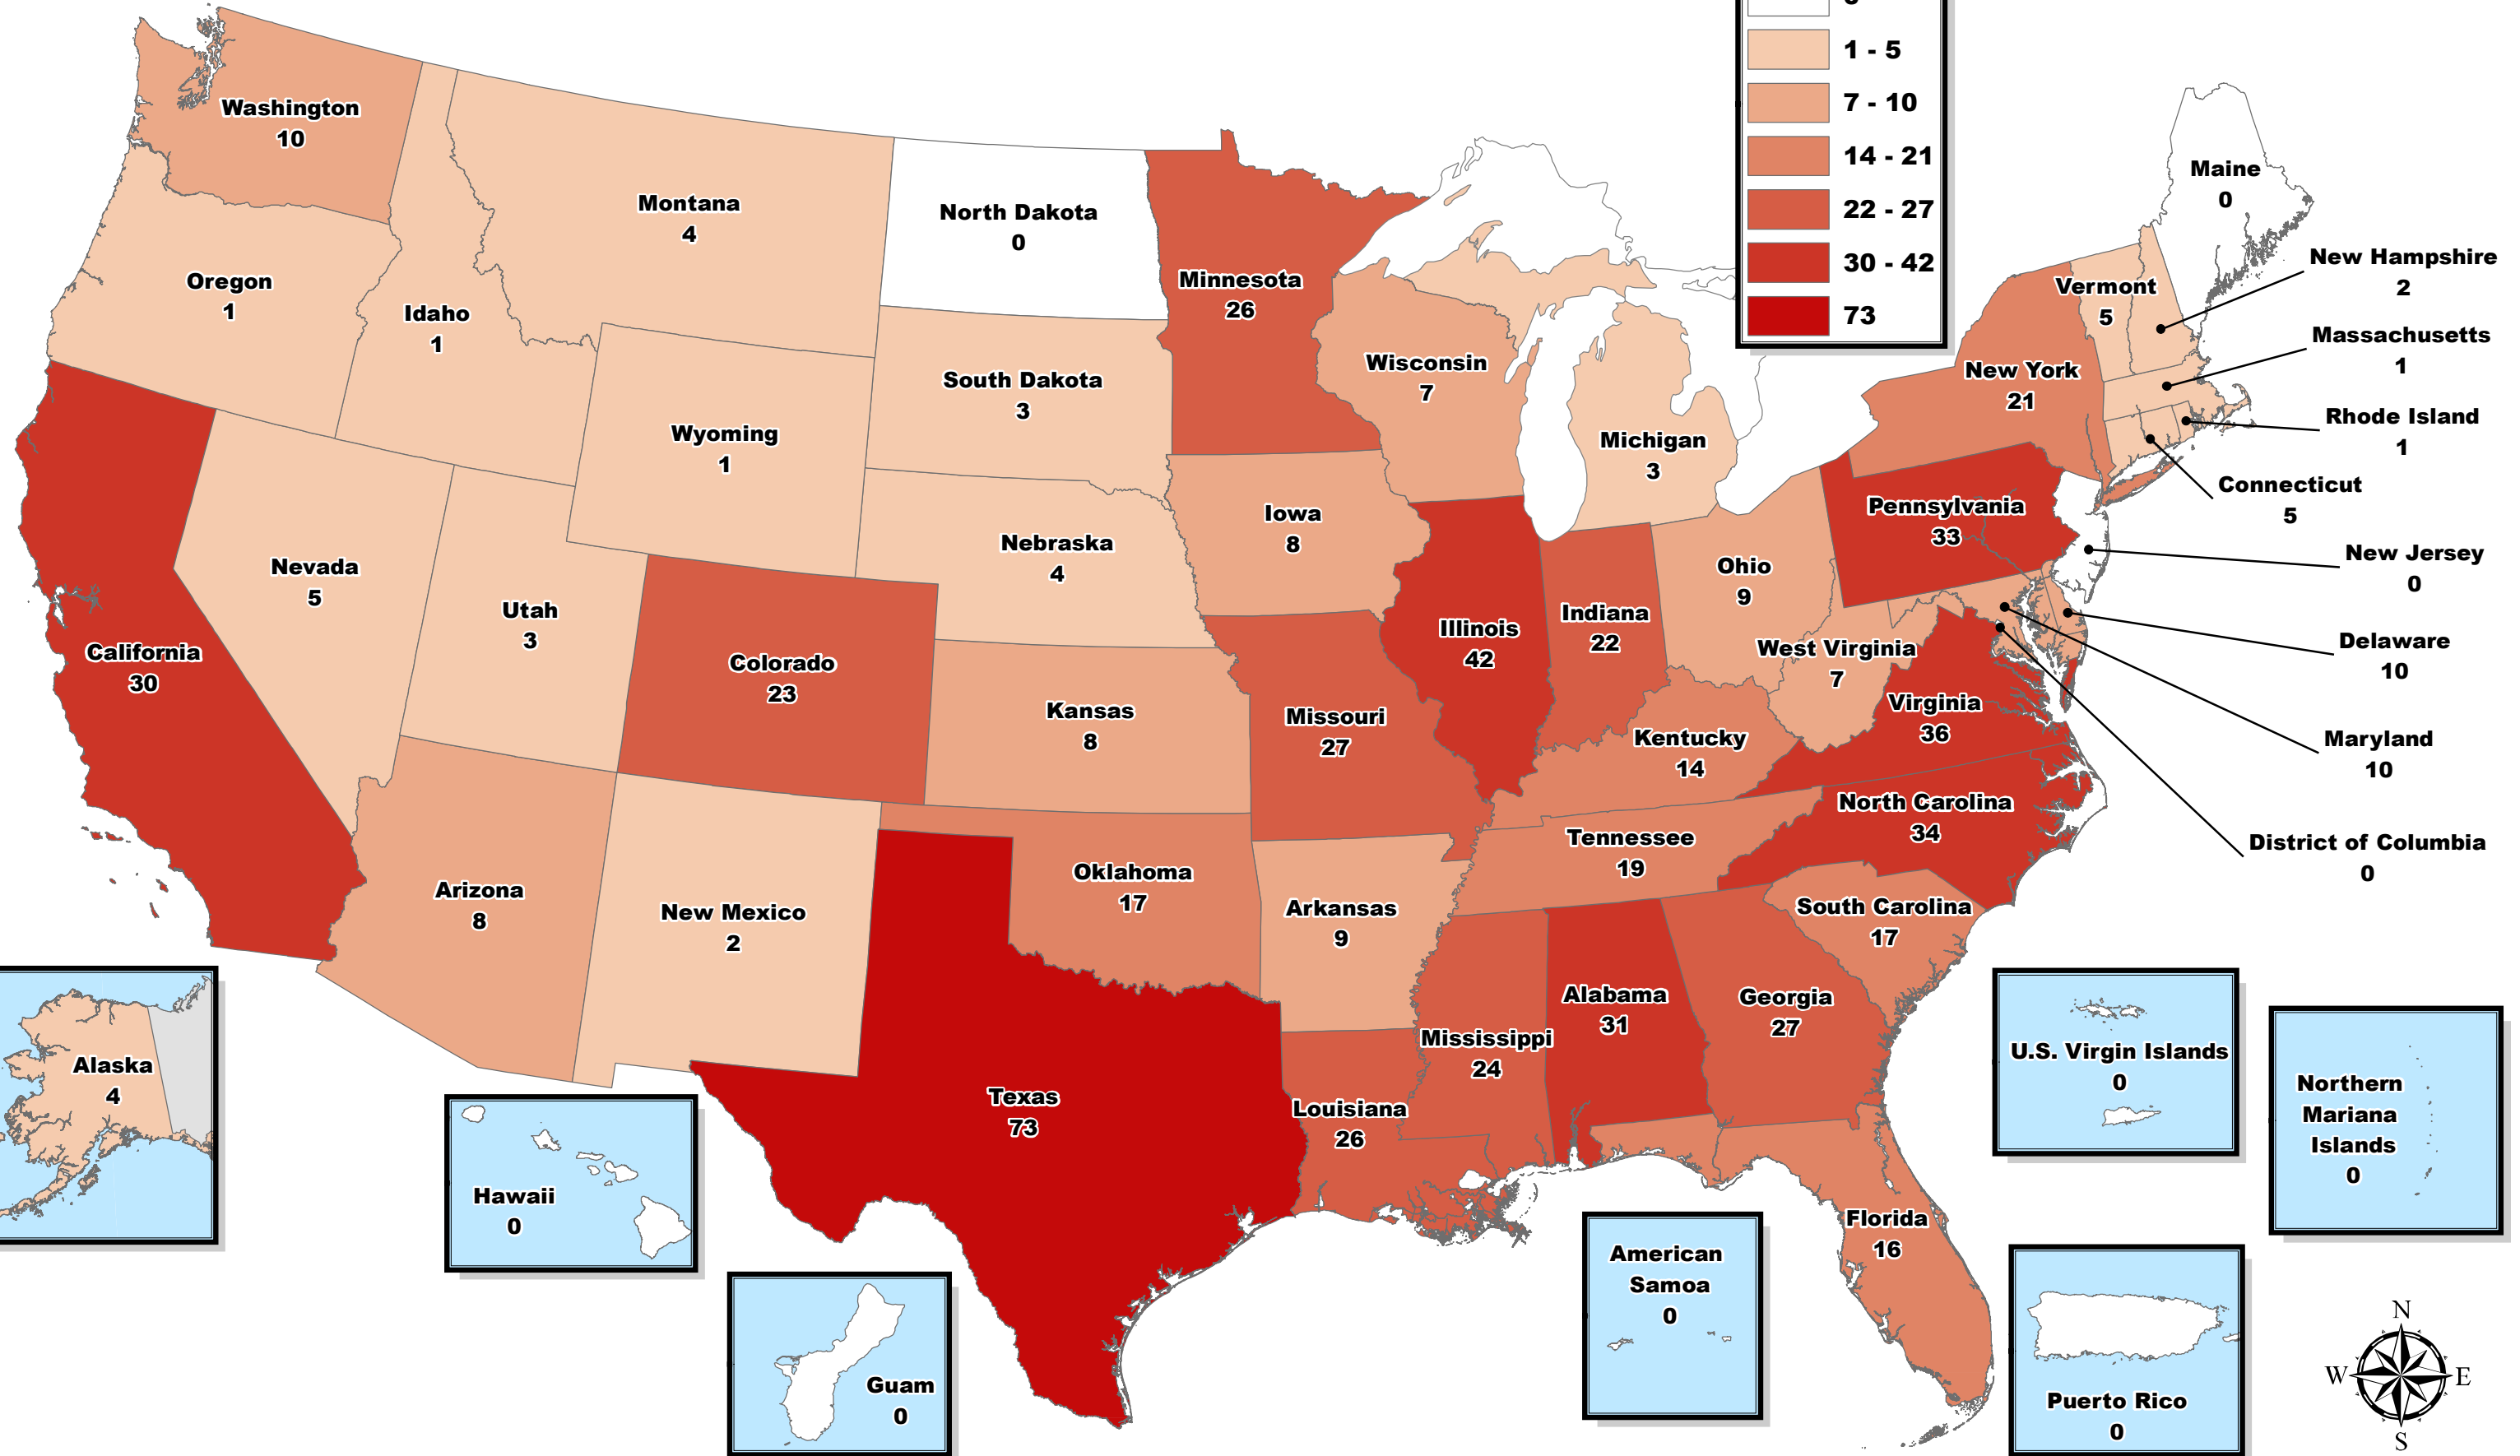 1 - 5
7 - 10
14 - 21
22 - 27
30 - 42
73
Washington
10
Montana
4
North Dakota
0
Minnesota
26
Maine
0
New Hampshire
2
Oregon
1
Idaho
1
Vermont
5
Massachusetts
1
Wisconsin
7
South Dakota
3
New York
21
Rhode Island
1
Wyoming
1
Michigan
3
Connecticut
5
Pennsylvania
33
Iowa
8
Nebraska
4
New Jersey
0
Nevada
5
Ohio
9
Utah
3
Indiana
22
Illinois
42
Delaware
10
California
30
Colorado
23
West Virginia
7
Virginia
36
Kansas
8
Missouri
27
Kentucky
14
Maryland
10
North Carolina
34
Tennessee
19
District of Columbia
0
Oklahoma
17
Arizona
8
New Mexico
2
Arkansas
9
South Carolina
17
Alabama
31
Georgia
27
Mississippi
24
U.S. Virgin Islands
0
Alaska
4
Northern
Mariana
Islands
0
Texas
73
Louisiana
26
Hawaii
0
Florida
16
American
Samoa
0
Guam
0
Puerto Rico
0
N
W
E
S